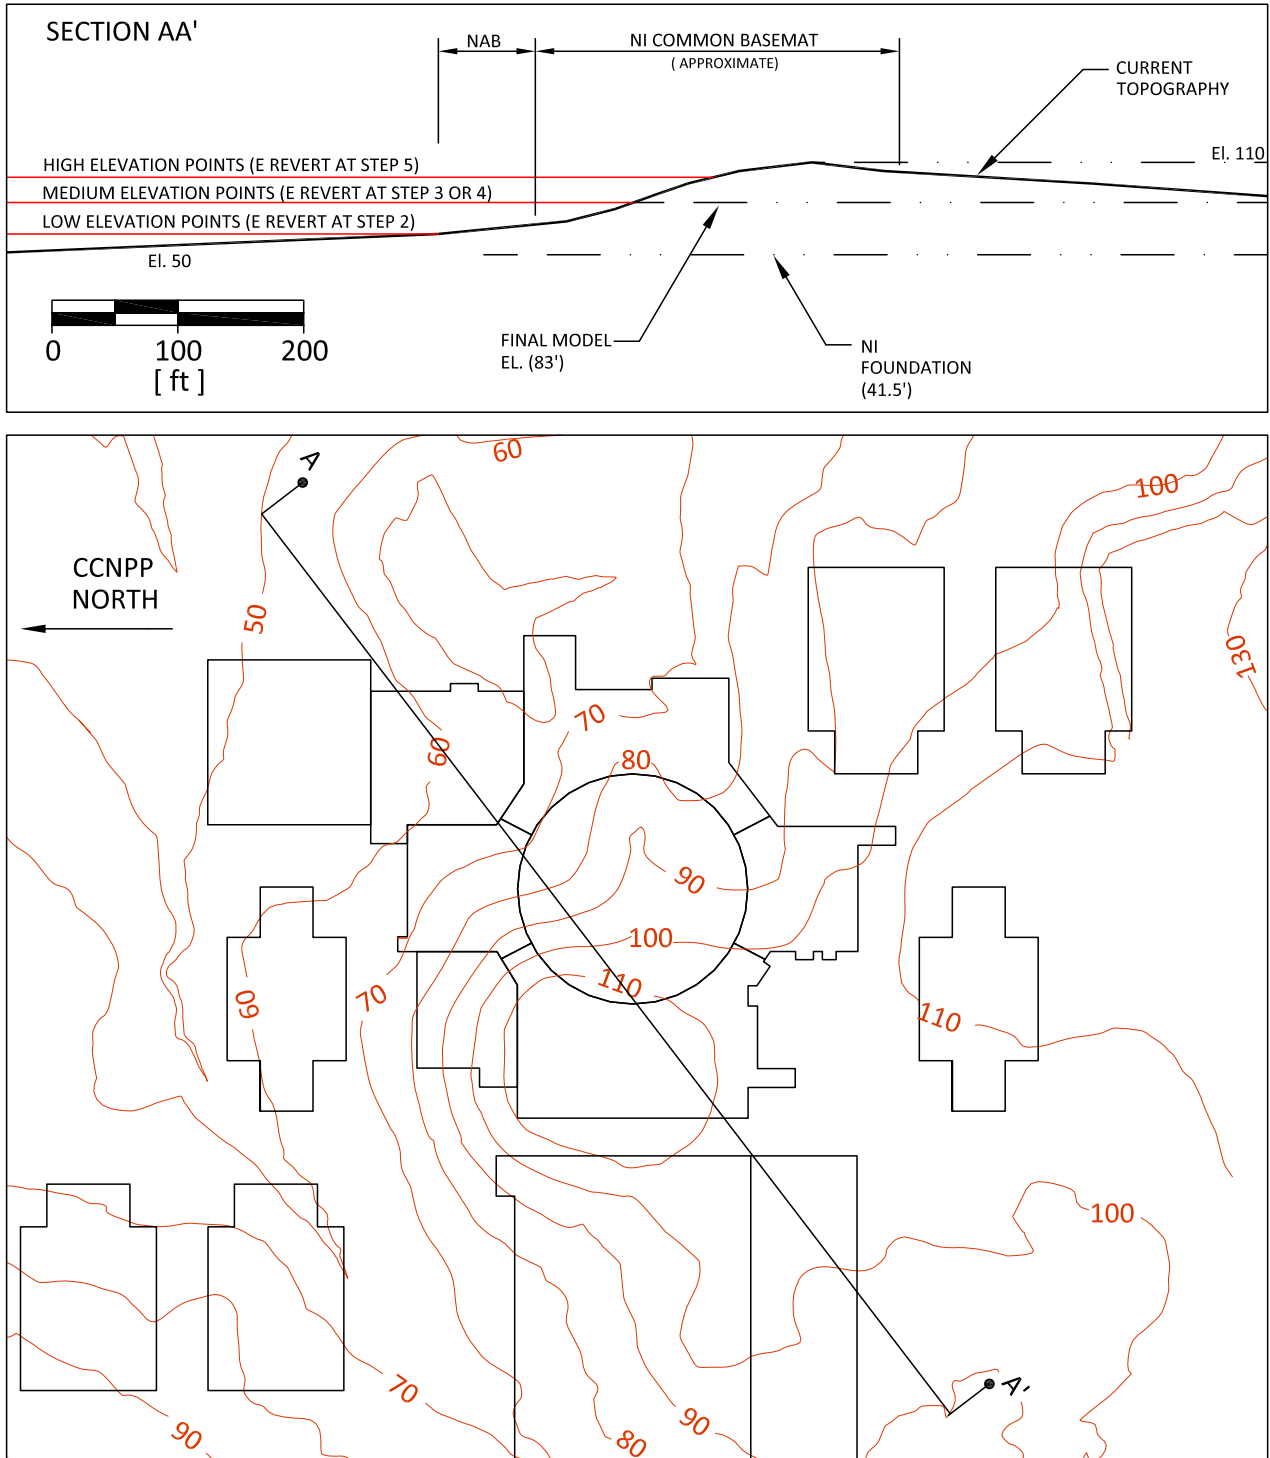 SECTION AA'
NAB
NI COMMON BASEMAT
( APPROXIMATE)
CURRENT
TOPOGRAPHY
El. 110
HIGH ELEVATION POINTS (E REVERT AT STEP 5)
MEDIUM ELEVATION POINTS (E REVERT AT STEP 3 OR 4)
LOW ELEVATION POINTS (E REVERT AT STEP 2)
El. 50
0 100 200
[ ft ]
FINAL MODEL
EL. (83')
NI
FOUNDATION
(41.5')
A
60
100
CCNPP
NORTH
50
130
70
60
80
90
100
110
70
60
110
100
A'
70
90
80
90